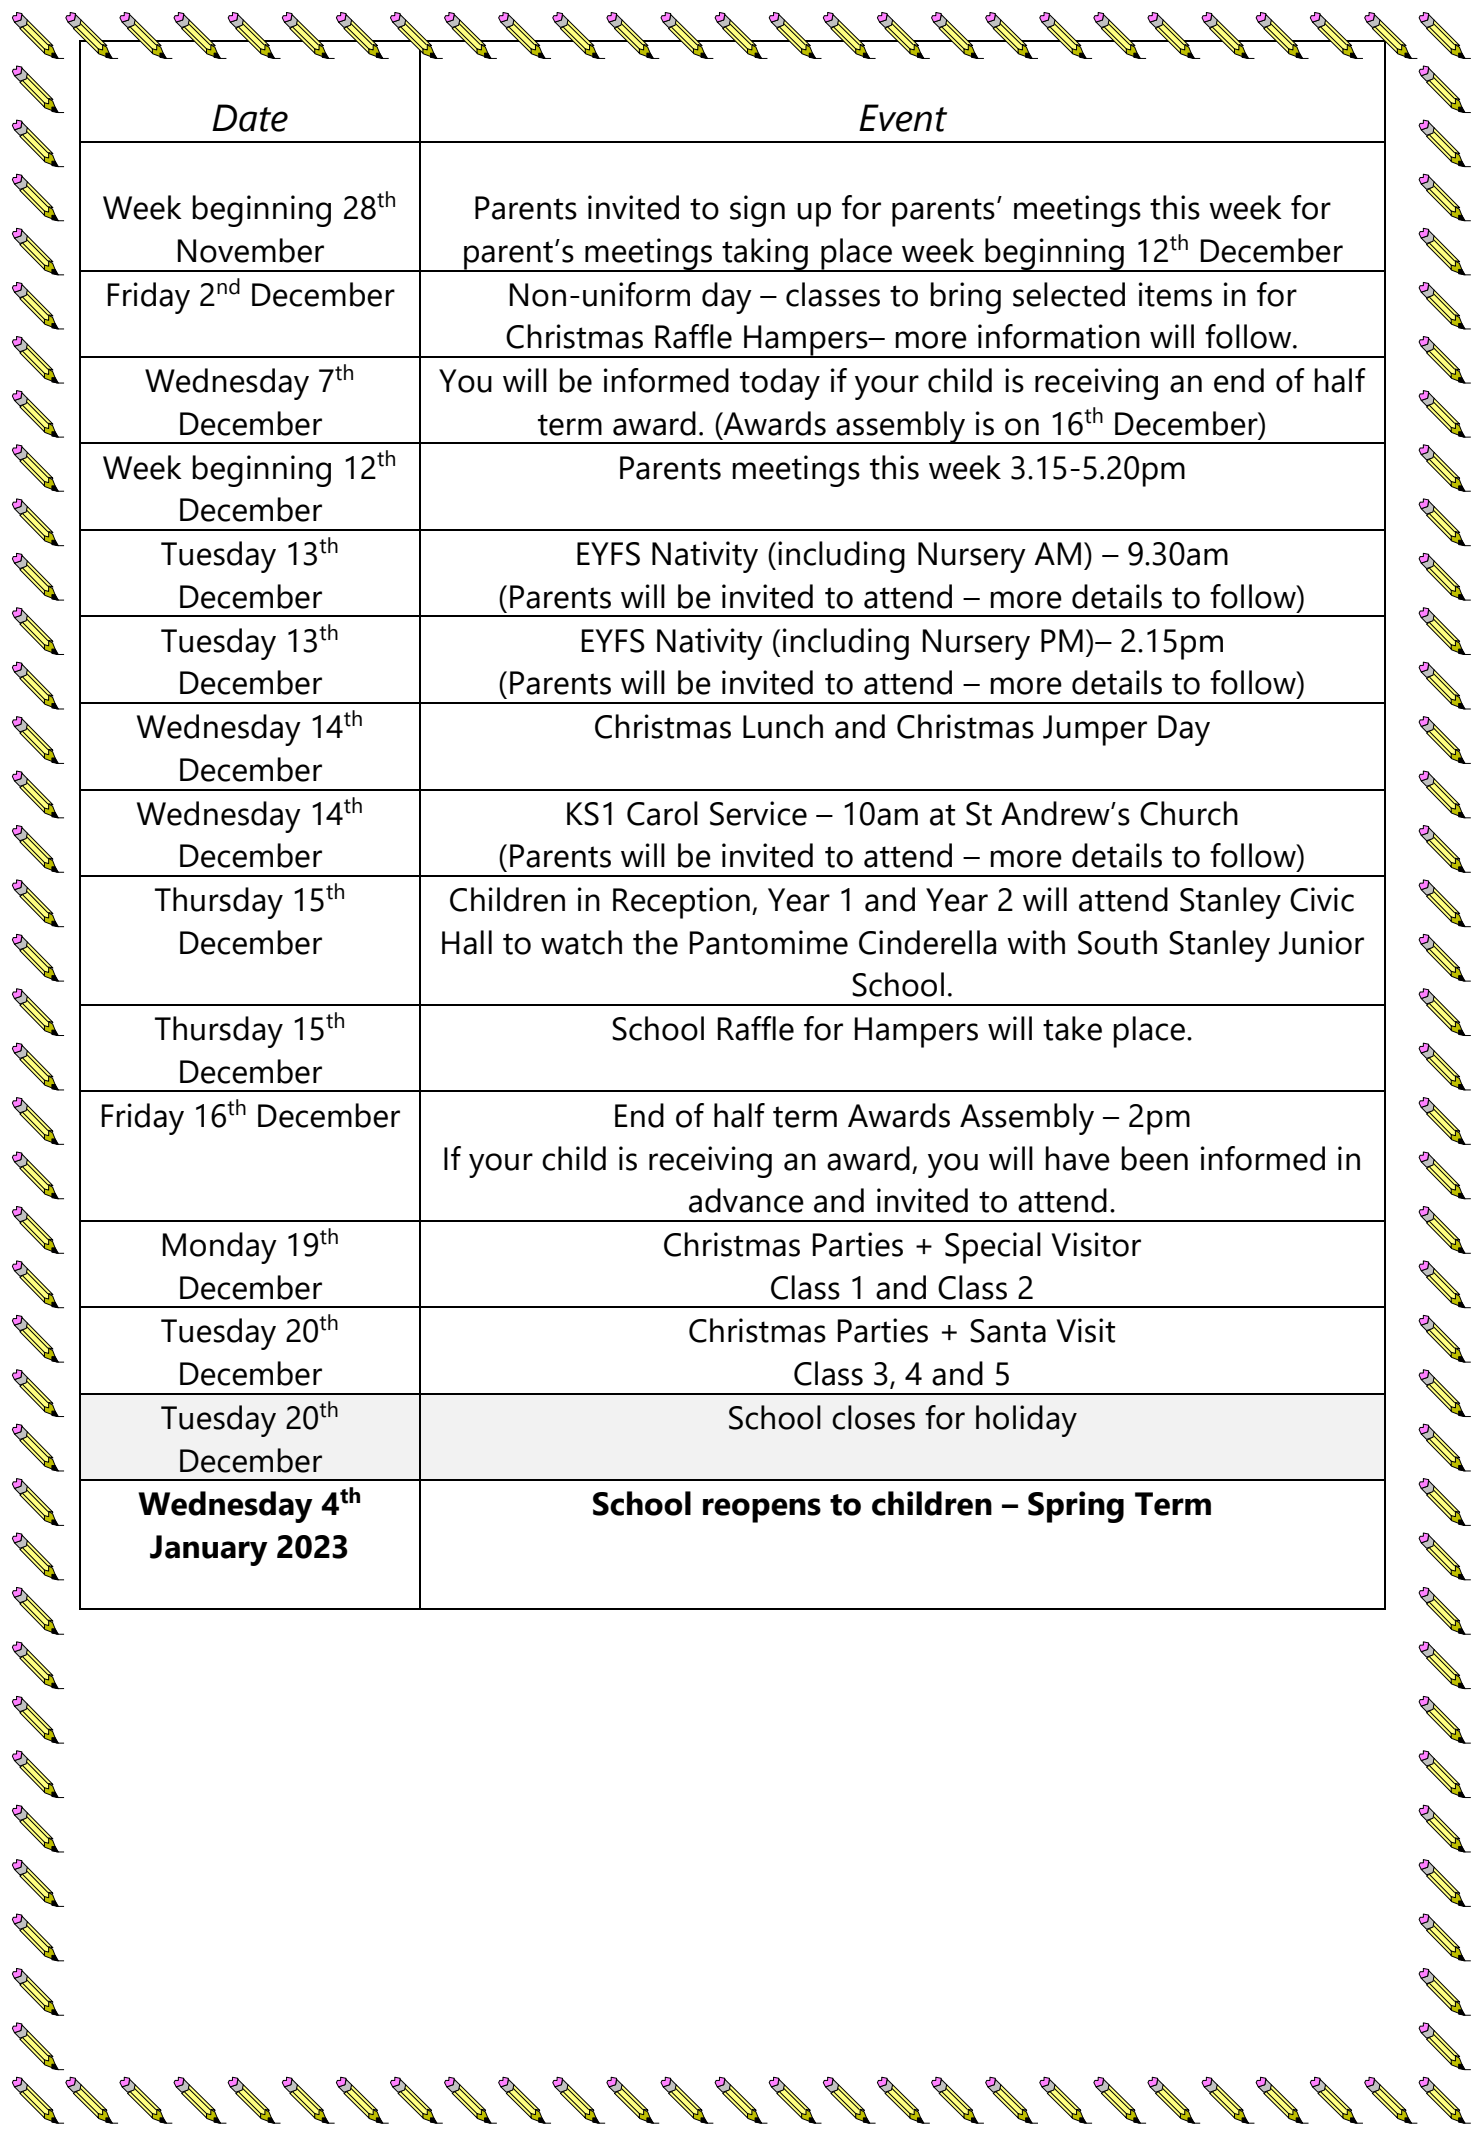 Date Event
Week beginning 28th
November
Parents invited to sign up for parents’ meetings this week for
parent’s meetings taking place week beginning 12th December
Friday 2nd December
Non-uniform day – classes to bring selected items in for
Christmas Raffle Hampers– more information will follow.
Wednesday 7th
December
You will be informed today if your child is receiving an end of half
term award. (Awards assembly is on 16th December)
Week beginning 12th
December
Parents meetings this week 3.15-5.20pm
Tuesday 13th
December
EYFS Nativity (including Nursery AM) – 9.30am
(Parents will be invited to attend – more details to follow)
Tuesday 13th
December
EYFS Nativity (including Nursery PM)– 2.15pm
(Parents will be invited to attend – more details to follow)
Wednesday 14th
December
Christmas Lunch and Christmas Jumper Day
Wednesday 14th
December
KS1 Carol Service – 10am at St Andrew’s Church
(Parents will be invited to attend – more details to follow)
Thursday 15th
December
Children in Reception, Year 1 and Year 2 will attend Stanley Civic
Hall to watch the Pantomime Cinderella with South Stanley Junior
School.
Thursday 15th
December
School Raffle for Hampers will take place.
Friday 16th December
End of half term Awards Assembly – 2pm
If your child is receiving an award, you will have been informed in
advance and invited to attend.
Monday 19th
December
Christmas Parties + Special Visitor
Class 1 and Class 2
Tuesday 20th
December
Christmas Parties + Santa Visit
Class 3, 4 and 5
Tuesday 20th
December
School closes for holiday
Wednesday 4th
January 2023
School reopens to children – Spring Term